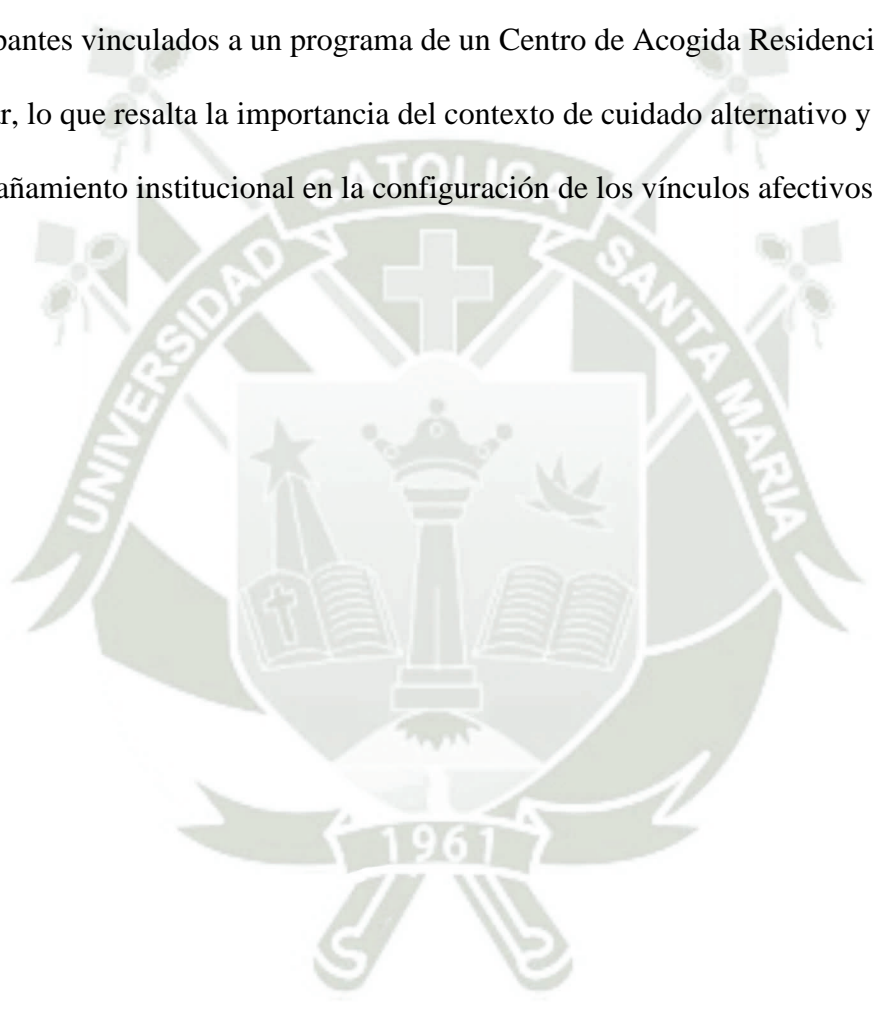 pantes vinculados a un programa de un Centro de Acogida Residenci
r, lo que resalta la importancia del contexto de cuidado alternativo y
añamiento institucional en la configuración de los vínculos afectivos
UNIVERSIDAD CATOLICA SANTA MARIA
1961